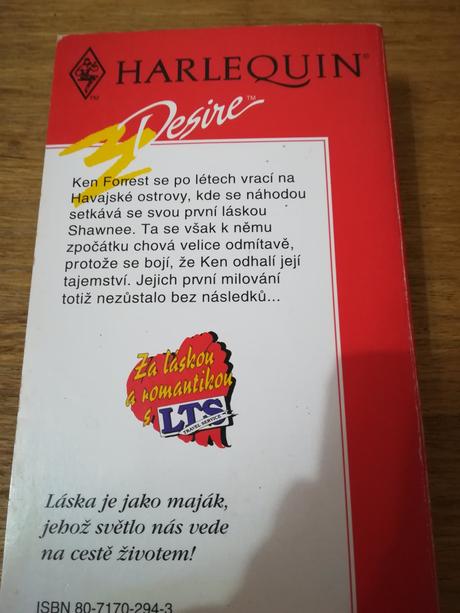 HARLEQUIN®
TM
Desire™
Ken Forrest se po létech vrací na
Havajské ostrovy, kde se náhodou
setkává se svou první láskou
Shawnee. Ta se však k němu
zpočátku chová velice odmítavě,
protože se bojí, že Ken odhalí její
tajemství. Jejich první milování
totiž nezůstalo bez následků...
Za láskou
a romantikou
s LTS
TRAVEL SERVICE
Láska je jako maják,
jehož světlo nás vede
na cestě životem!
ISBN 80-7170-294-3